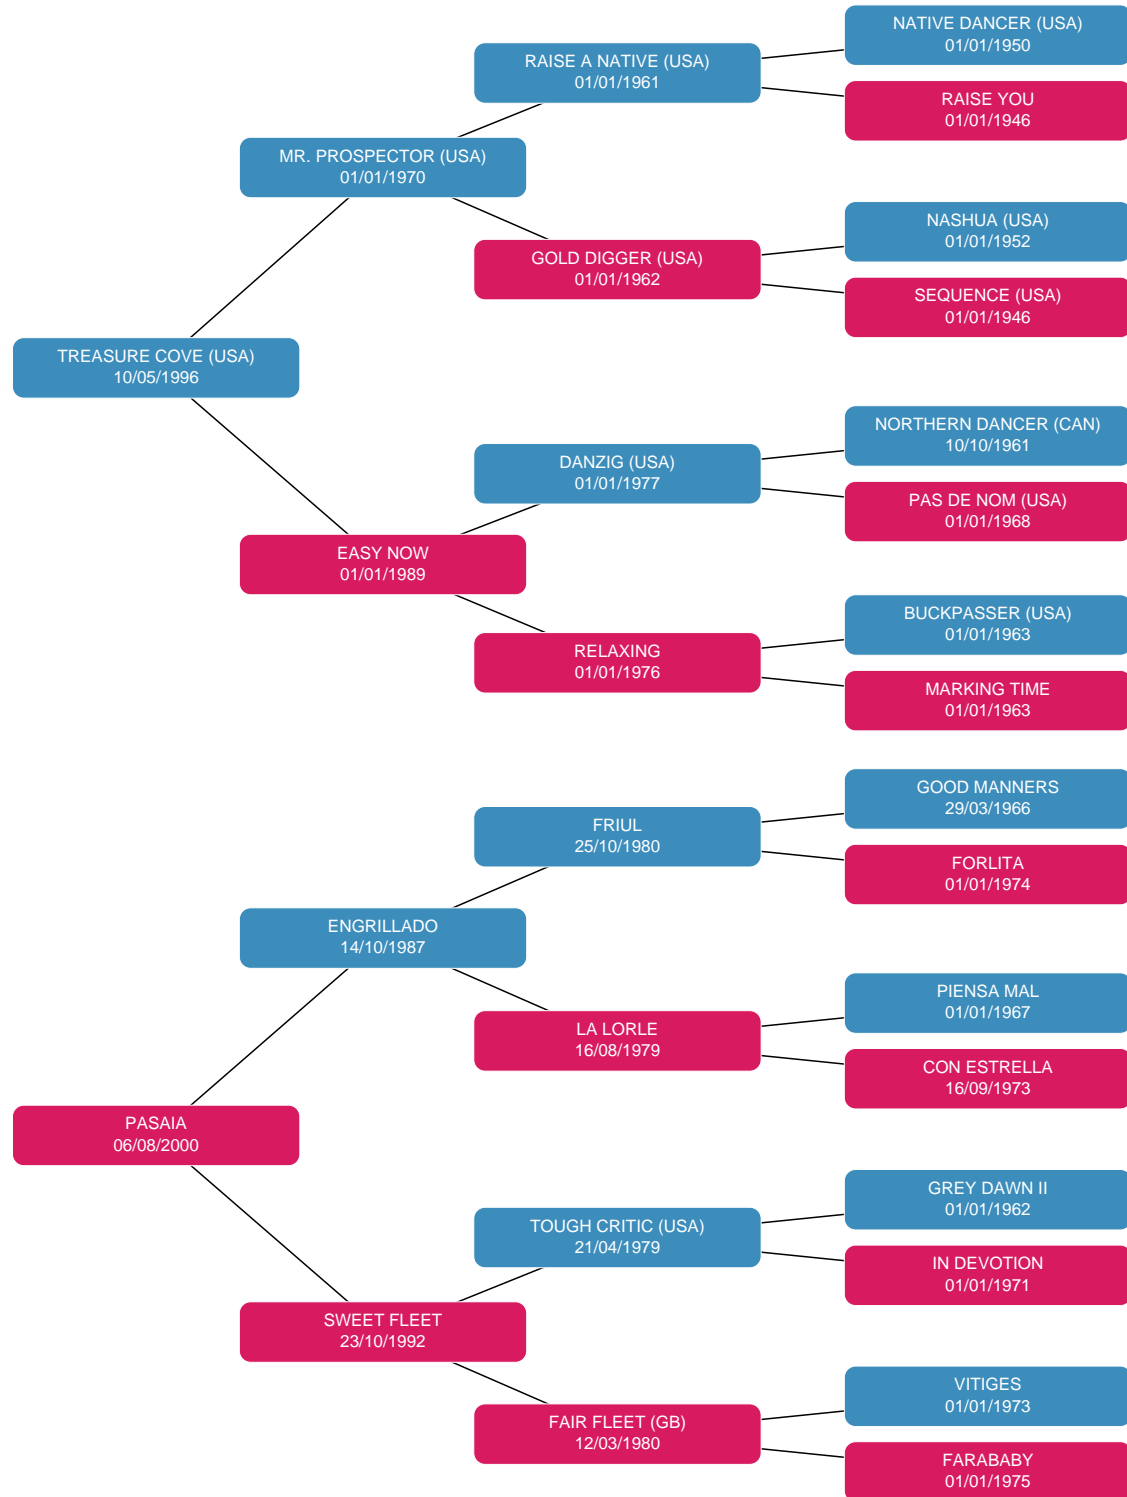 NATIVE DANCER (USA)
01/01/1950
RAISE A NATIVE (USA)
01/01/1961
RAISE YOU
01/01/1946
MR. PROSPECTOR (USA)
01/01/1970
NASHUA (USA)
01/01/1952
GOLD DIGGER (USA)
01/01/1962
SEQUENCE (USA)
01/01/1946
TREASURE COVE (USA)
10/05/1996
NORTHERN DANCER (CAN)
10/10/1961
DANZIG (USA)
01/01/1977
PAS DE NOM (USA)
01/01/1968
EASY NOW
01/01/1989
BUCKPASSER (USA)
01/01/1963
RELAXING
01/01/1976
MARKING TIME
01/01/1963
GOOD MANNERS
29/03/1966
FRIUL
25/10/1980
FORLITA
01/01/1974
ENGRILLADO
14/10/1987
PIENSA MAL
01/01/1967
LA LORLE
16/08/1979
CON ESTRELLA
16/09/1973
PASAIA
06/08/2000
GREY DAWN II
01/01/1962
TOUGH CRITIC (USA)
21/04/1979
IN DEVOTION
01/01/1971
SWEET FLEET
23/10/1992
VITIGES
01/01/1973
FAIR FLEET (GB)
12/03/1980
FARABABY
01/01/1975